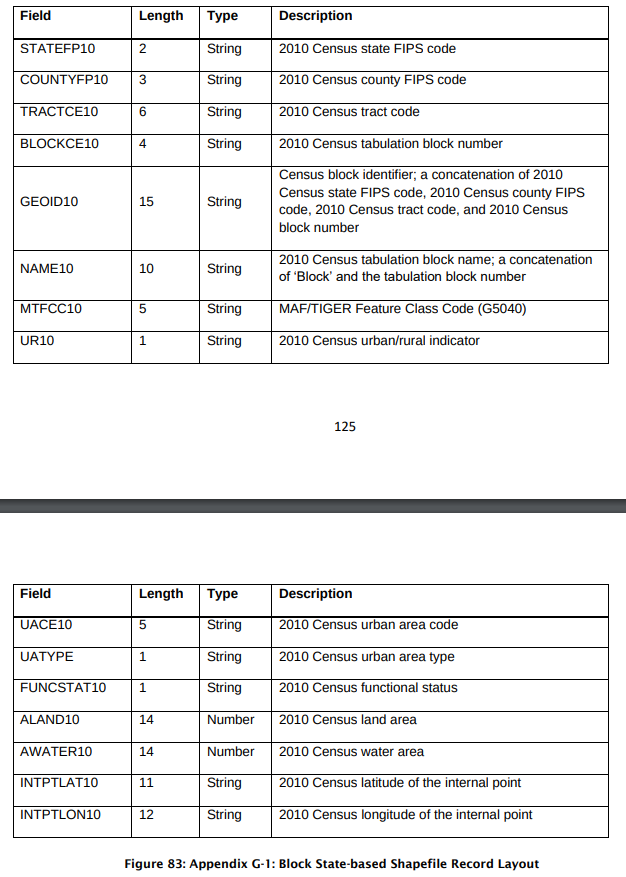 Field Length Type Description
STATEFP10 2 String 2010 Census state FIPS code
COUNTYFP10 3 String 2010 Census county FIPS code
TRACTCE10 6 String 2010 Census tract code
BLOCKCE10 4 String 2010 Census tabulation block number
GEOID10 15 String Census block identifier; a concatenation of 2010
Census state FIPS code, 2010 Census county FIPS
code, 2010 Census tract code, and 2010 Census
block number
NAME10 10 String 2010 Census tabulation block name; a concatenation
of ‘Block’ and the tabulation block number
MTFCC10 5 String MAF/TIGER Feature Class Code (G5040)
UR10 1 String 2010 Census urban/rural indicator
125
Field Length Type Description
UACE10 5 String 2010 Census urban area code
UATYPE 1 String 2010 Census urban area type
FUNCSTAT10 1 String 2010 Census functional status
ALAND10 14 Number 2010 Census land area
AWATER10 14 Number 2010 Census water area
INTPTLAT10 11 String 2010 Census latitude of the internal point
INTPTLON10 12 String 2010 Census longitude of the internal point
Figure 83: Appendix G-1: Block State-based Shapefile Record Layout